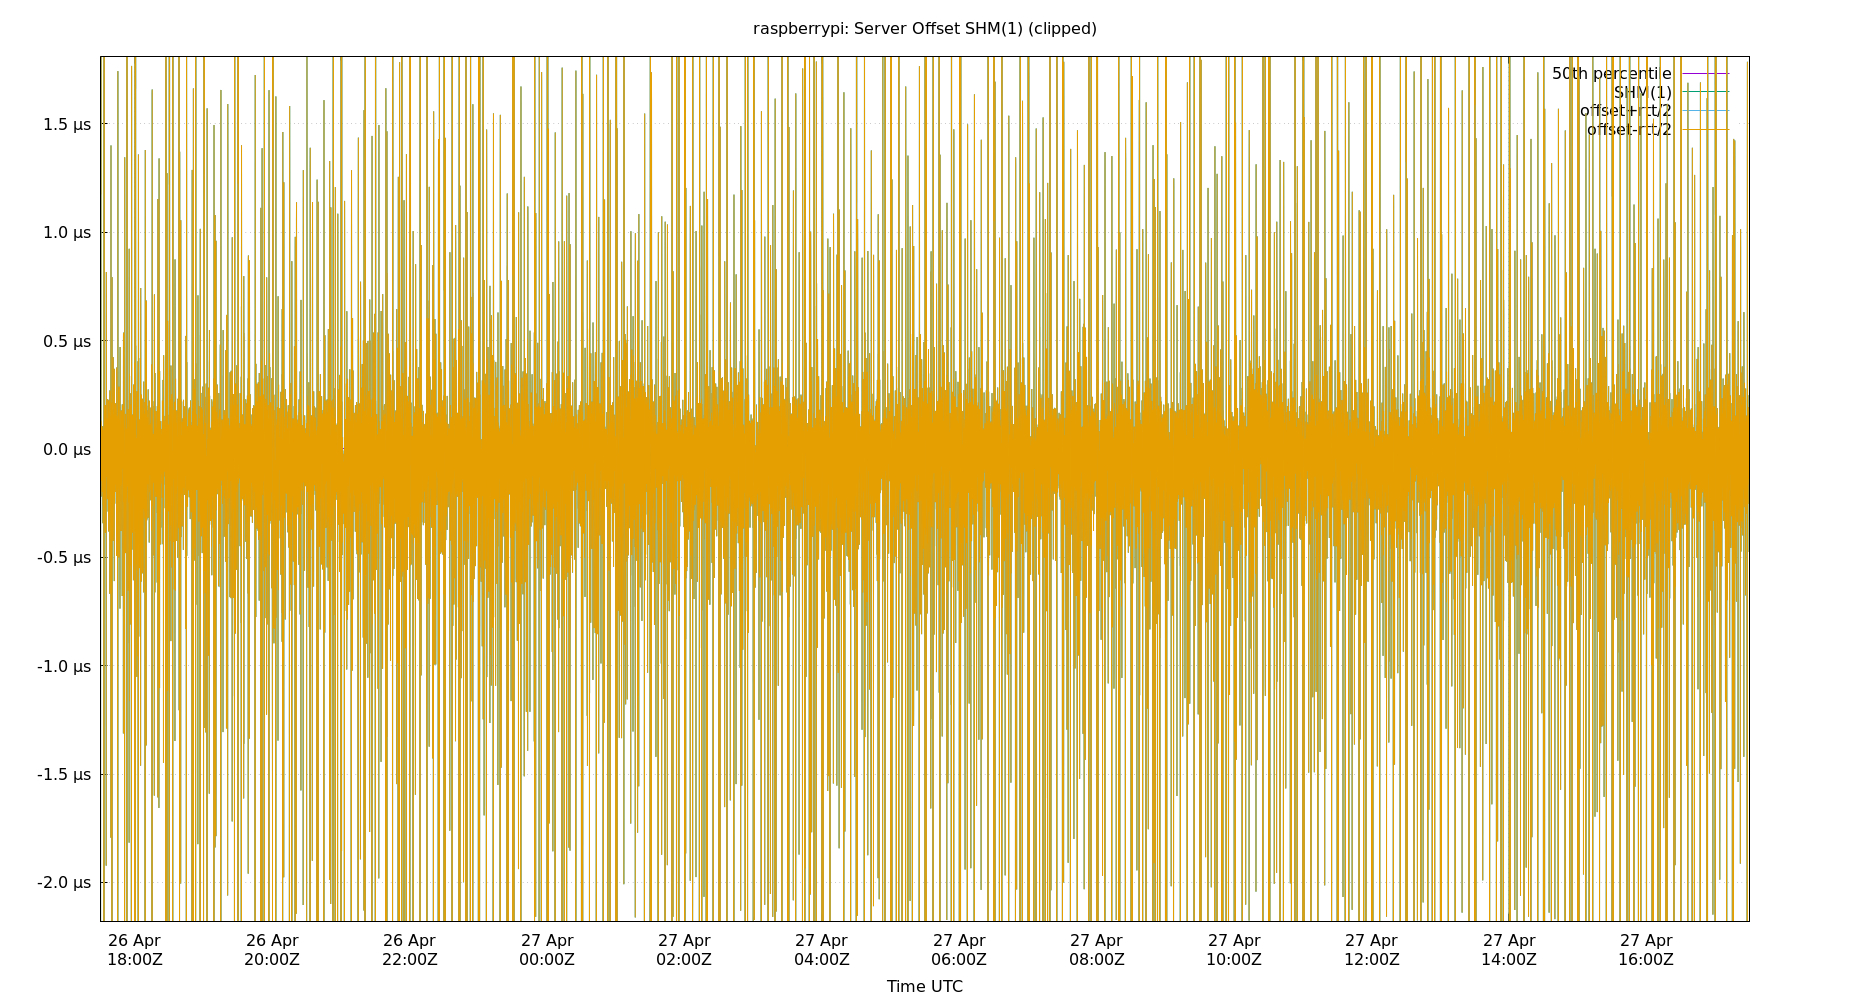 raspberrypi: Server Offset SHM(1) (clipped)
50th percentile
SHM(1)
offset+rtt/2
offset-rtt/2
1.5 µs
1.0 µs
0.5 µs
0.0 µs
-0.5 µs
-1.0 µs
-1.5 µs
-2.0 µs
26 Apr 26 Apr 26 Apr 27 Apr 27 Apr 27 Apr 27 Apr 27 Apr 27 Apr 27 Apr 27 Apr 27 Apr
18:00Z 20:00Z 22:00Z 00:00Z 02:00Z 04:00Z 06:00Z 08:00Z 10:00Z 12:00Z 14:00Z 16:00Z
Time UTC